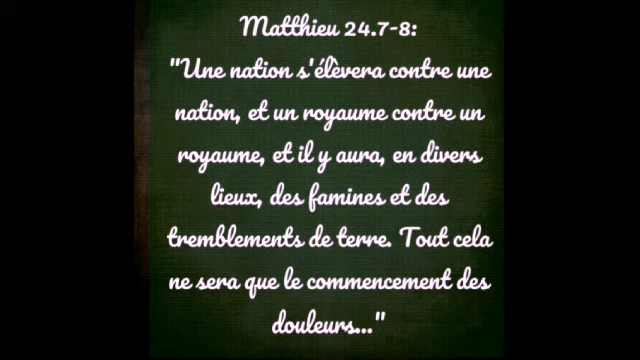 Matthieu 24.7-8:
"Une nation s'élèvera contre une
nation, et un royaume contre un
royaume, et il y aura, en divers
lieux, des famines et des
tremblements de terre. Tout cela
ne sera que le commencement des
douleurs..."